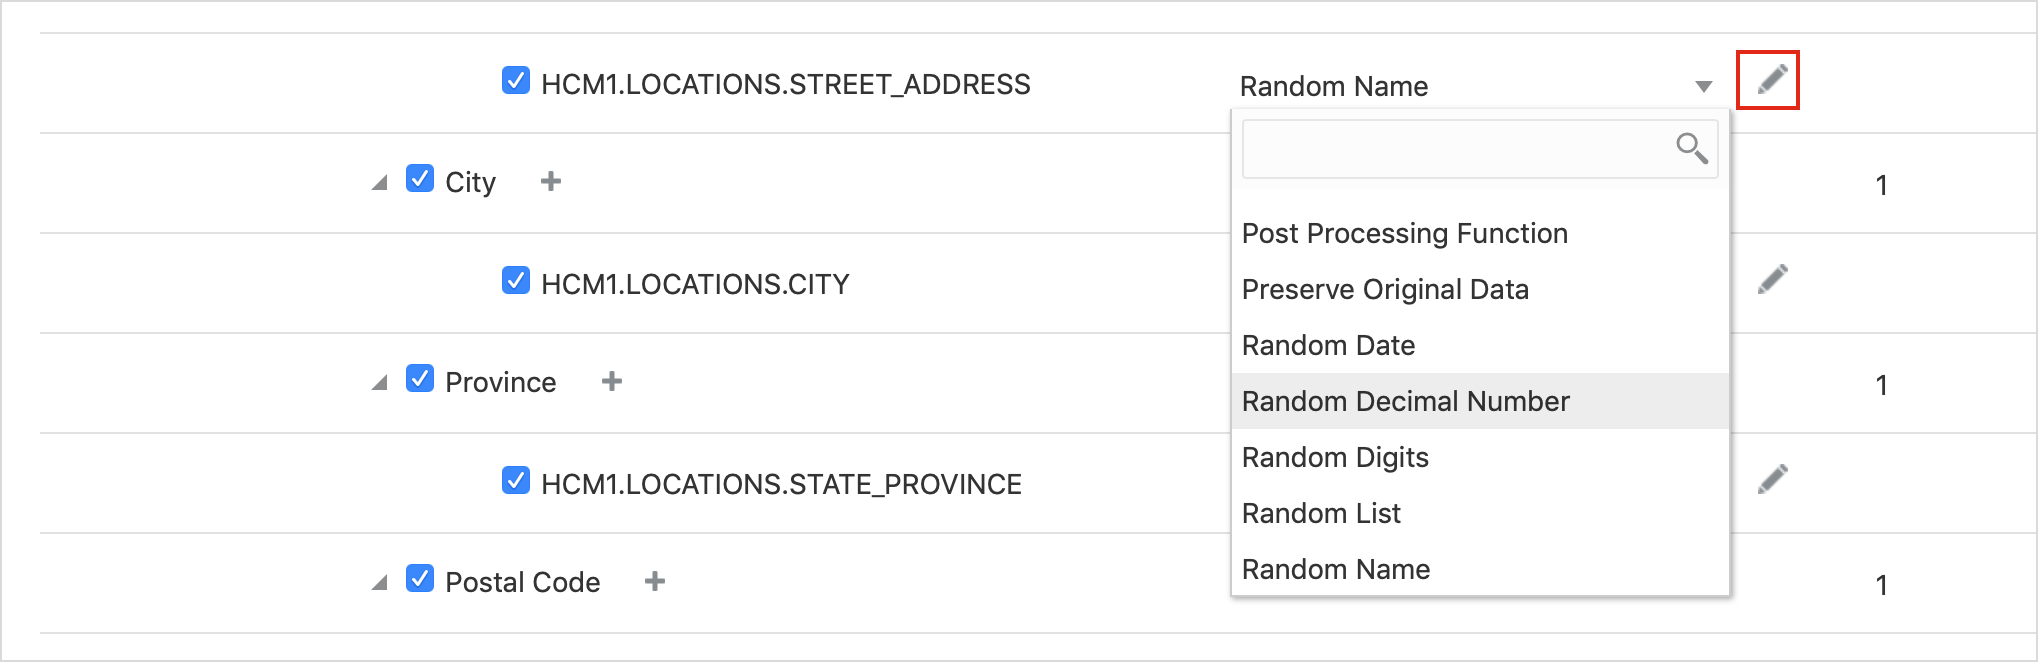 HCM1.LOCATIONS.STREET_ADDRESS
Random Name
City
1
Post Processing Function
HCM1.LOCATIONS.CITY
Preserve Original Data
Random Date
Province
1
Random Decimal Number
Random Digits
HCM1.LOCATIONS.STATE_PROVINCE
Random List
Random Name
Postal Code
1